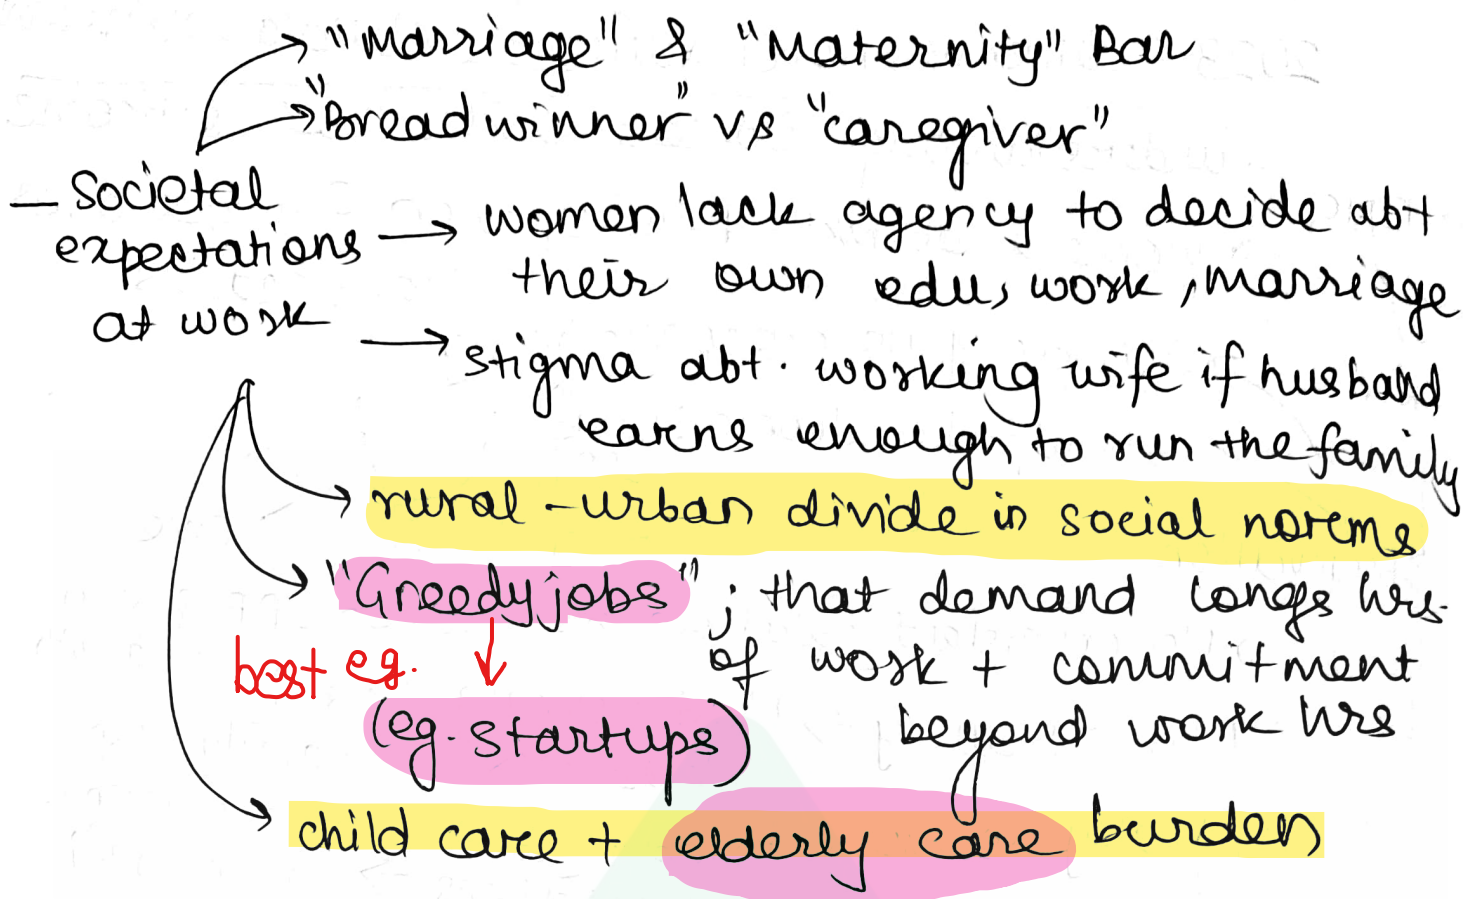 → "Marriage" & "Maternity" Bar
→ "Bread winner" vs "caregiver"
— Societal expectations at work
→ women lack agency to decide abt
their own edu, work, marriage
→ stigma abt. working wife if husband
earns enough to run the family
→ rural-urban divide in social norms
→ "Greedy jobs" ; that demand longs hrs.
of work + commitment
beyond work hrs
best eg. ↓
(eg. startups)
→ child care + elderly care burden